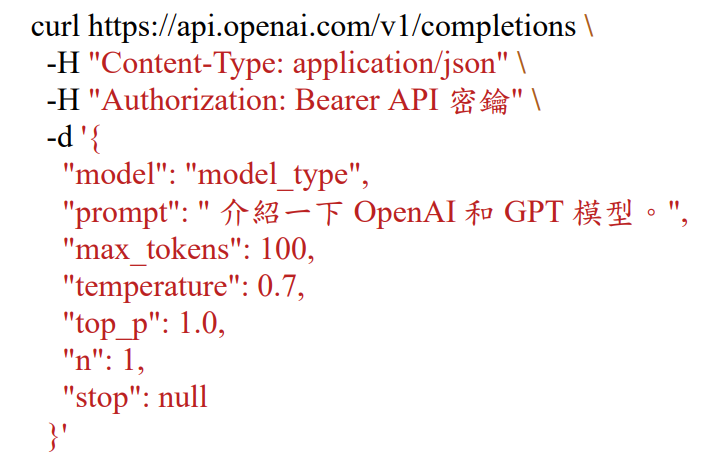 curl https://api.openai.com/v1/completions \
-H "Content-Type: application/json" \
-H "Authorization: Bearer API 密鑰" \
-d '{
"model": "model_type",
"prompt": " 介紹一下 OpenAI 和 GPT 模型。",
"max_tokens": 100,
"temperature": 0.7,
"top_p": 1.0,
"n": 1,
"stop": null
}'